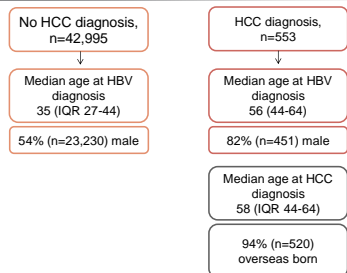 No HCC diagnosis,
n=42,995
Median age at HBV
diagnosis
35 (IQR 27-44)
54% (n=23,230) male
HCC diagnosis,
n=553
Median age at HBV
diagnosis
56 (44-64)
82% (n=451) male
Median age at HCC
diagnosis
58 (IQR 44-64)
94% (n=520)
overseas born